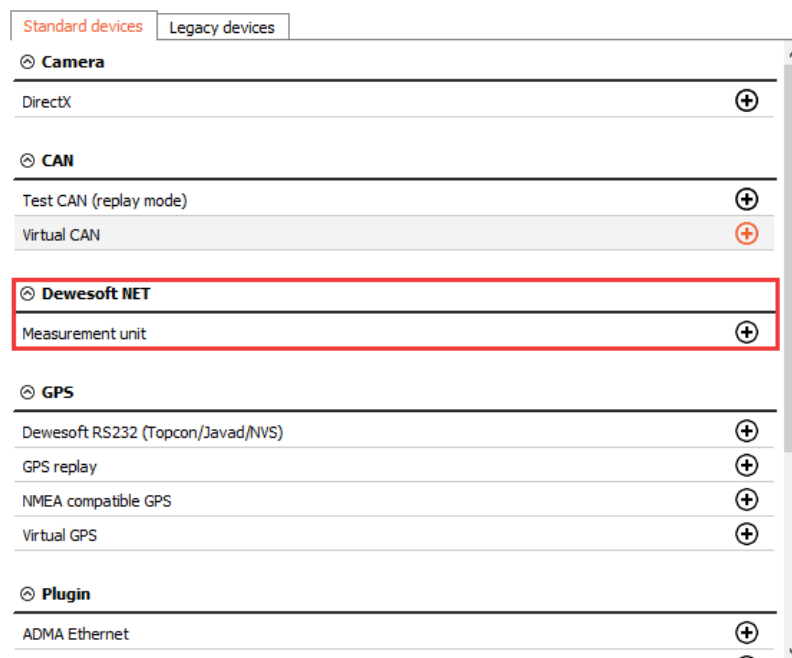 Standard devices
Legacy devices
Camera
DirectX
CAN
Test CAN (replay mode)
Virtual CAN
Dewesoft NET
Measurement unit
GPS
Dewesoft RS232 (Topcon/Javad/NVS)
GPS replay
NMEA compatible GPS
Virtual GPS
Plugin
ADMA Ethernet